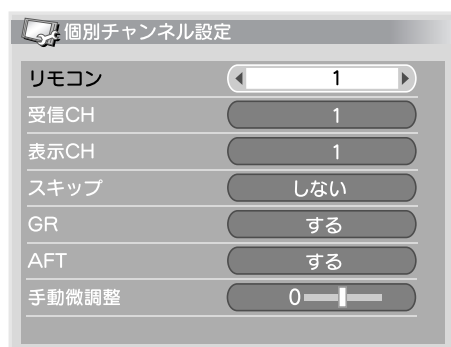 個別チャンネル設定
リモコン 1
受信CH 1
表示CH 1
スキップ しない
GR する
AFT する
手動微調整 0